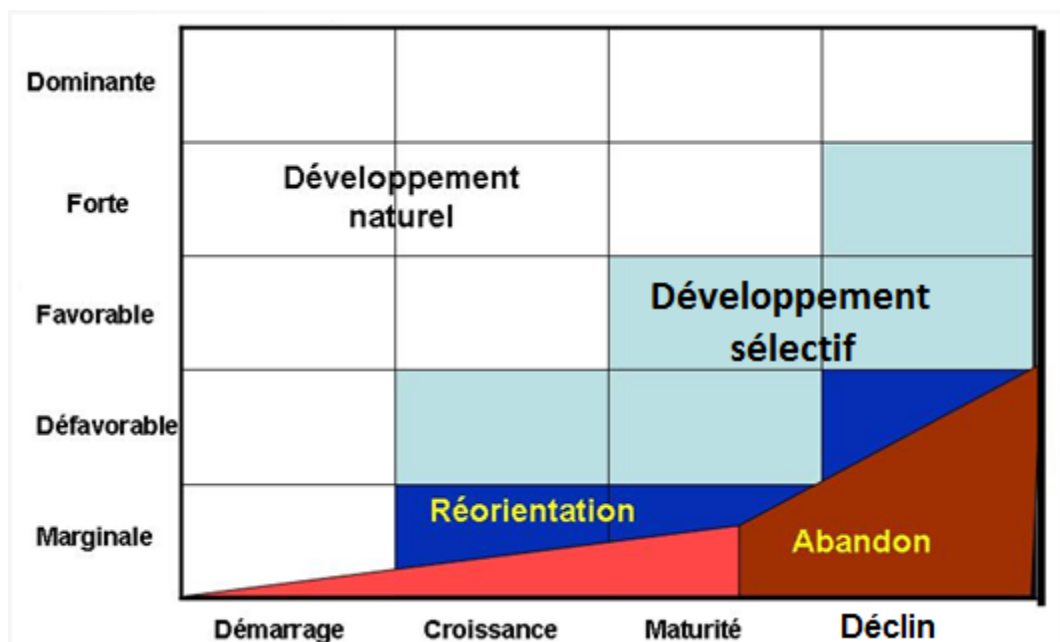 Dominante
Développement
naturel
Forte
Développement
sélectif
Favorable
Défavorable
Réorientation
Marginale
Abandon
Démarrage
Croissance
Maturité
Déclin